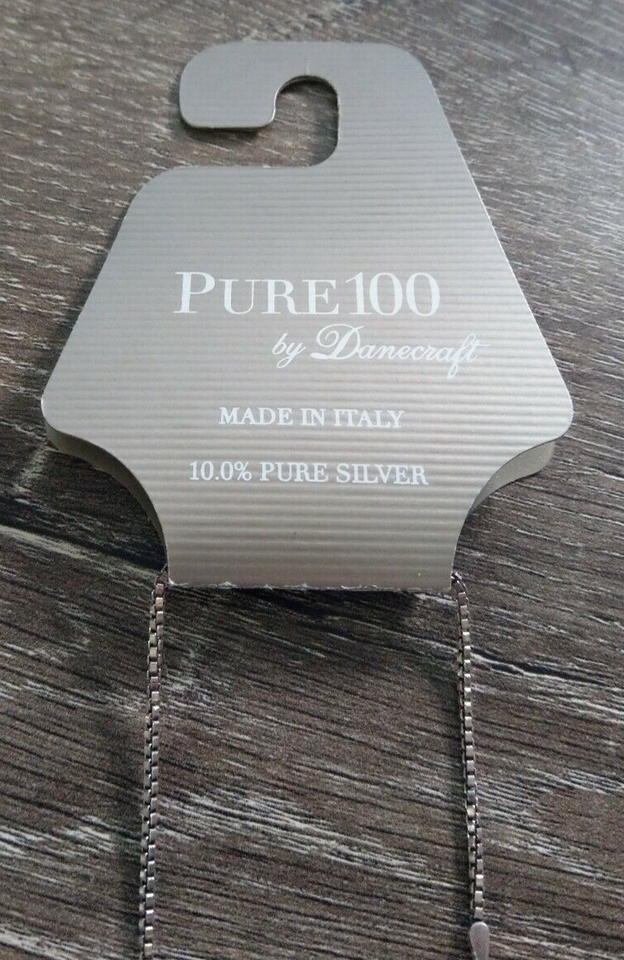 PURE100
by Danecraft
MADE IN ITALY
10.0% PURE SILVER